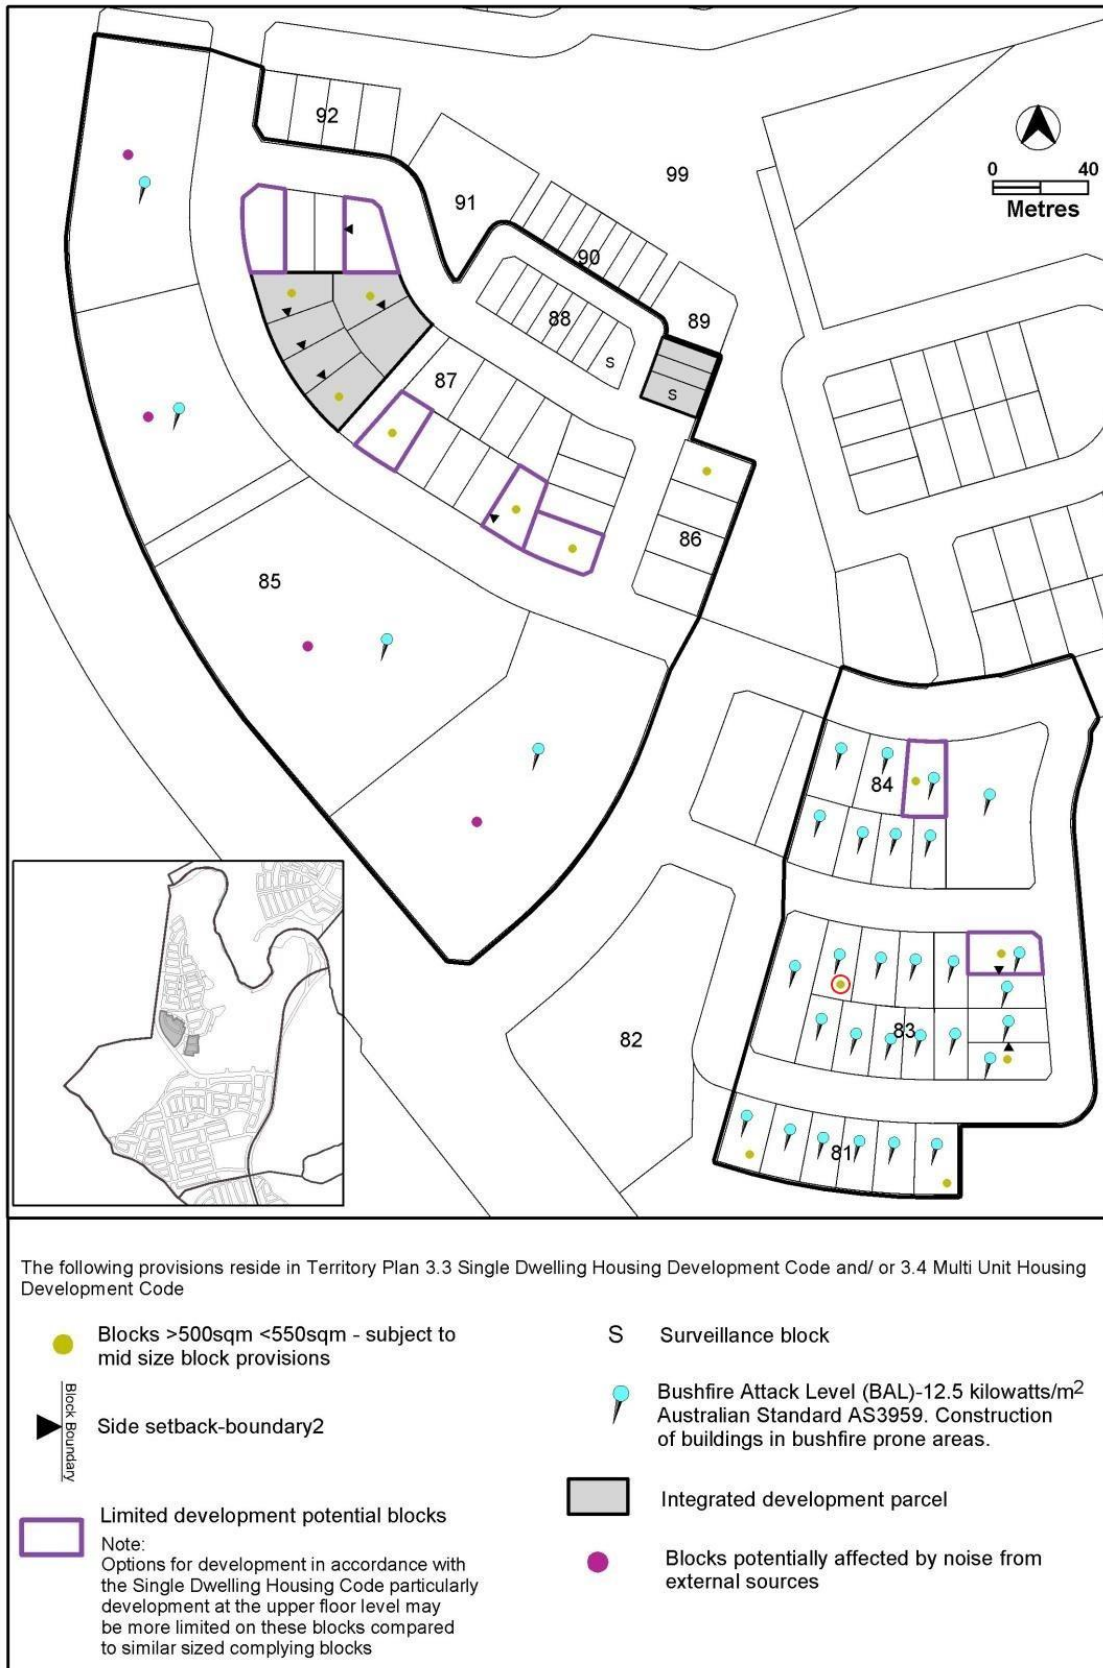 92
91
99
0 40
Metres
90
88
89
S
S
87
86
85
84
83
82
81
The following provisions reside in Territory Plan 3.3 Single Dwelling Housing Development Code and/ or 3.4 Multi Unit Housing
Development Code
Blocks >500sqm <550sqm - subject to
mid size block provisions
Block Boundary
Side setback-boundary2
Limited development potential blocks
Note:
Options for development in accordance with
the Single Dwelling Housing Code particularly
development at the upper floor level may
be more limited on these blocks compared
to similar sized complying blocks
S Surveillance block
Bushfire Attack Level (BAL)-12.5 kilowatts/m²
Australian Standard AS3959. Construction
of buildings in bushfire prone areas.
Integrated development parcel
Blocks potentially affected by noise from
external sources